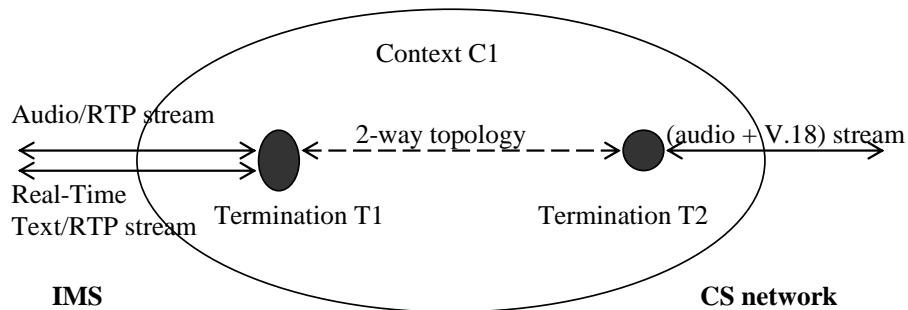 Context C1
Audio/RTP stream
2-way topology
(audio + V.18) stream
Real-Time
Text/RTP stream
Termination T1
Termination T2
IMS
CS network